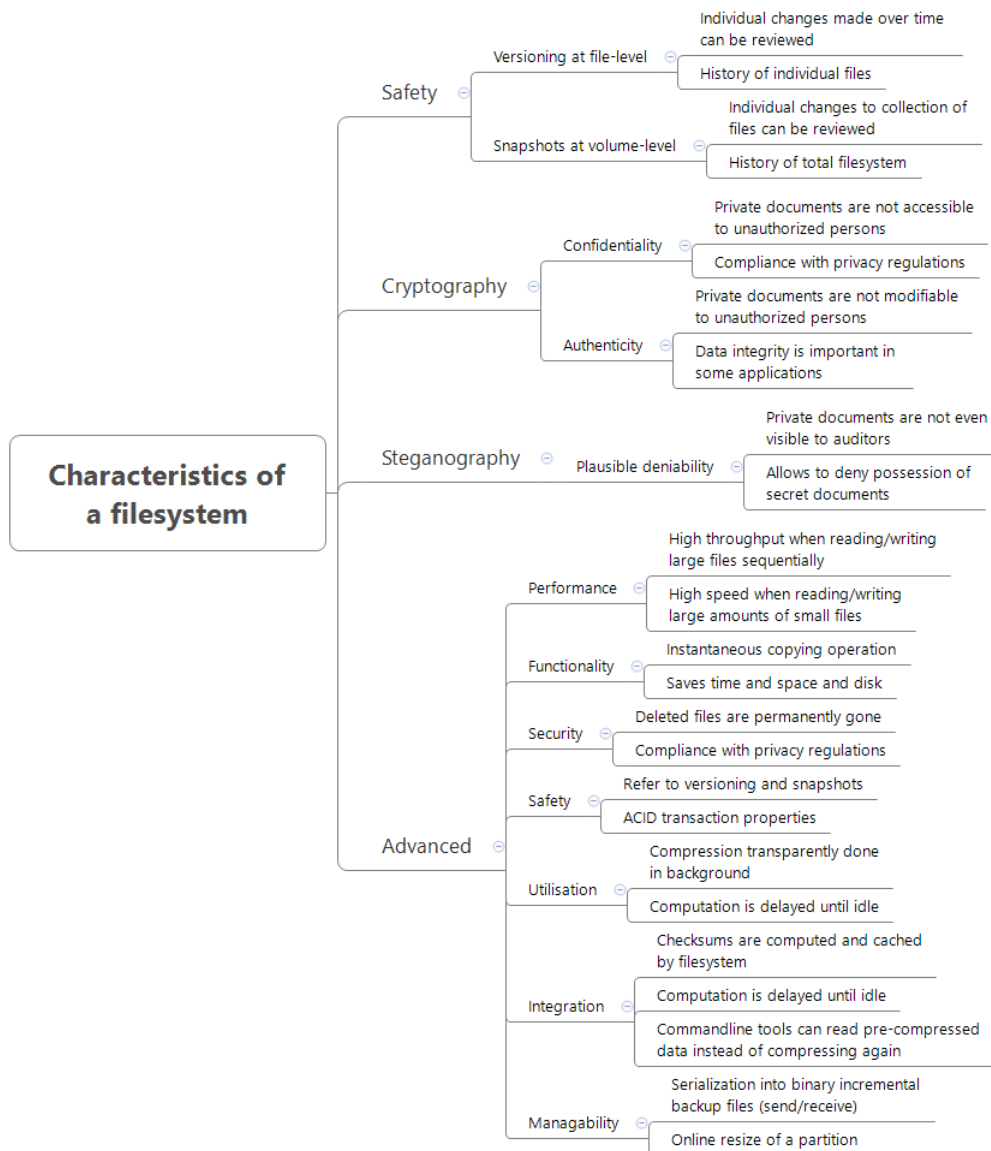 Individual changes made over time
can be reviewed
Versioning at file-level
History of individual files
Safety
Individual changes to collection of
files can be reviewed
Snapshots at volume-level
History of total filesystem
Private documents are not accessible
to unauthorized persons
Confidentiality
Compliance with privacy regulations
Cryptography
Private documents are not modifiable
to unauthorized persons
Authenticity
Data integrity is important in
some applications
Characteristics of
a filesystem
Steganography
Plausible deniability
Private documents are not even
visible to auditors
Allows to deny possession of
secret documents
High throughput when reading/writing
large files sequentially
Performance
High speed when reading/writing
large amounts of small files
Instantaneous copying operation
Functionality
Saves time and space and disk
Deleted files are permanently gone
Security
Compliance with privacy regulations
Refer to versioning and snapshots
Safety
ACID transaction properties
Advanced
Compression transparently done
in background
Utilisation
Computation is delayed until idle
Checksums are computed and cached
by filesystem
Integration
Computation is delayed until idle
Commandline tools can read pre-compressed
data instead of compressing again
Serialization into binary incremental
backup files (send/receive)
Managability
Online resize of a partition